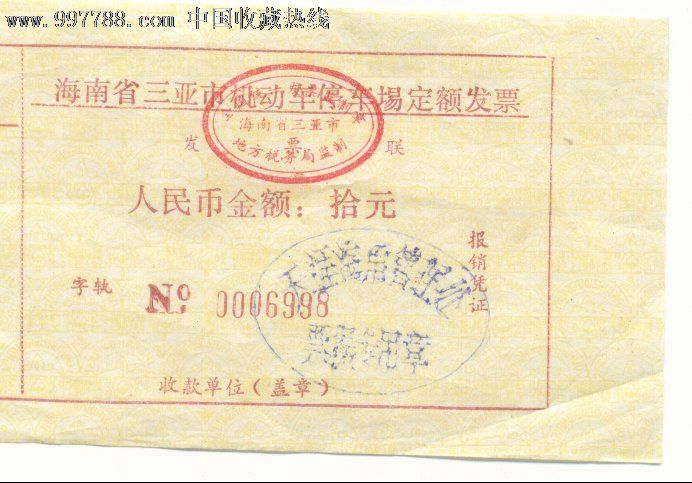 www.997788.com 中国收藏热线
海南省三亚市机动车停车場定额发票
海南省三亚市
地方税务局监制
发票联
人民币金额：拾元
报销凭证
字轨
№ 0006998
收款单位（盖章）